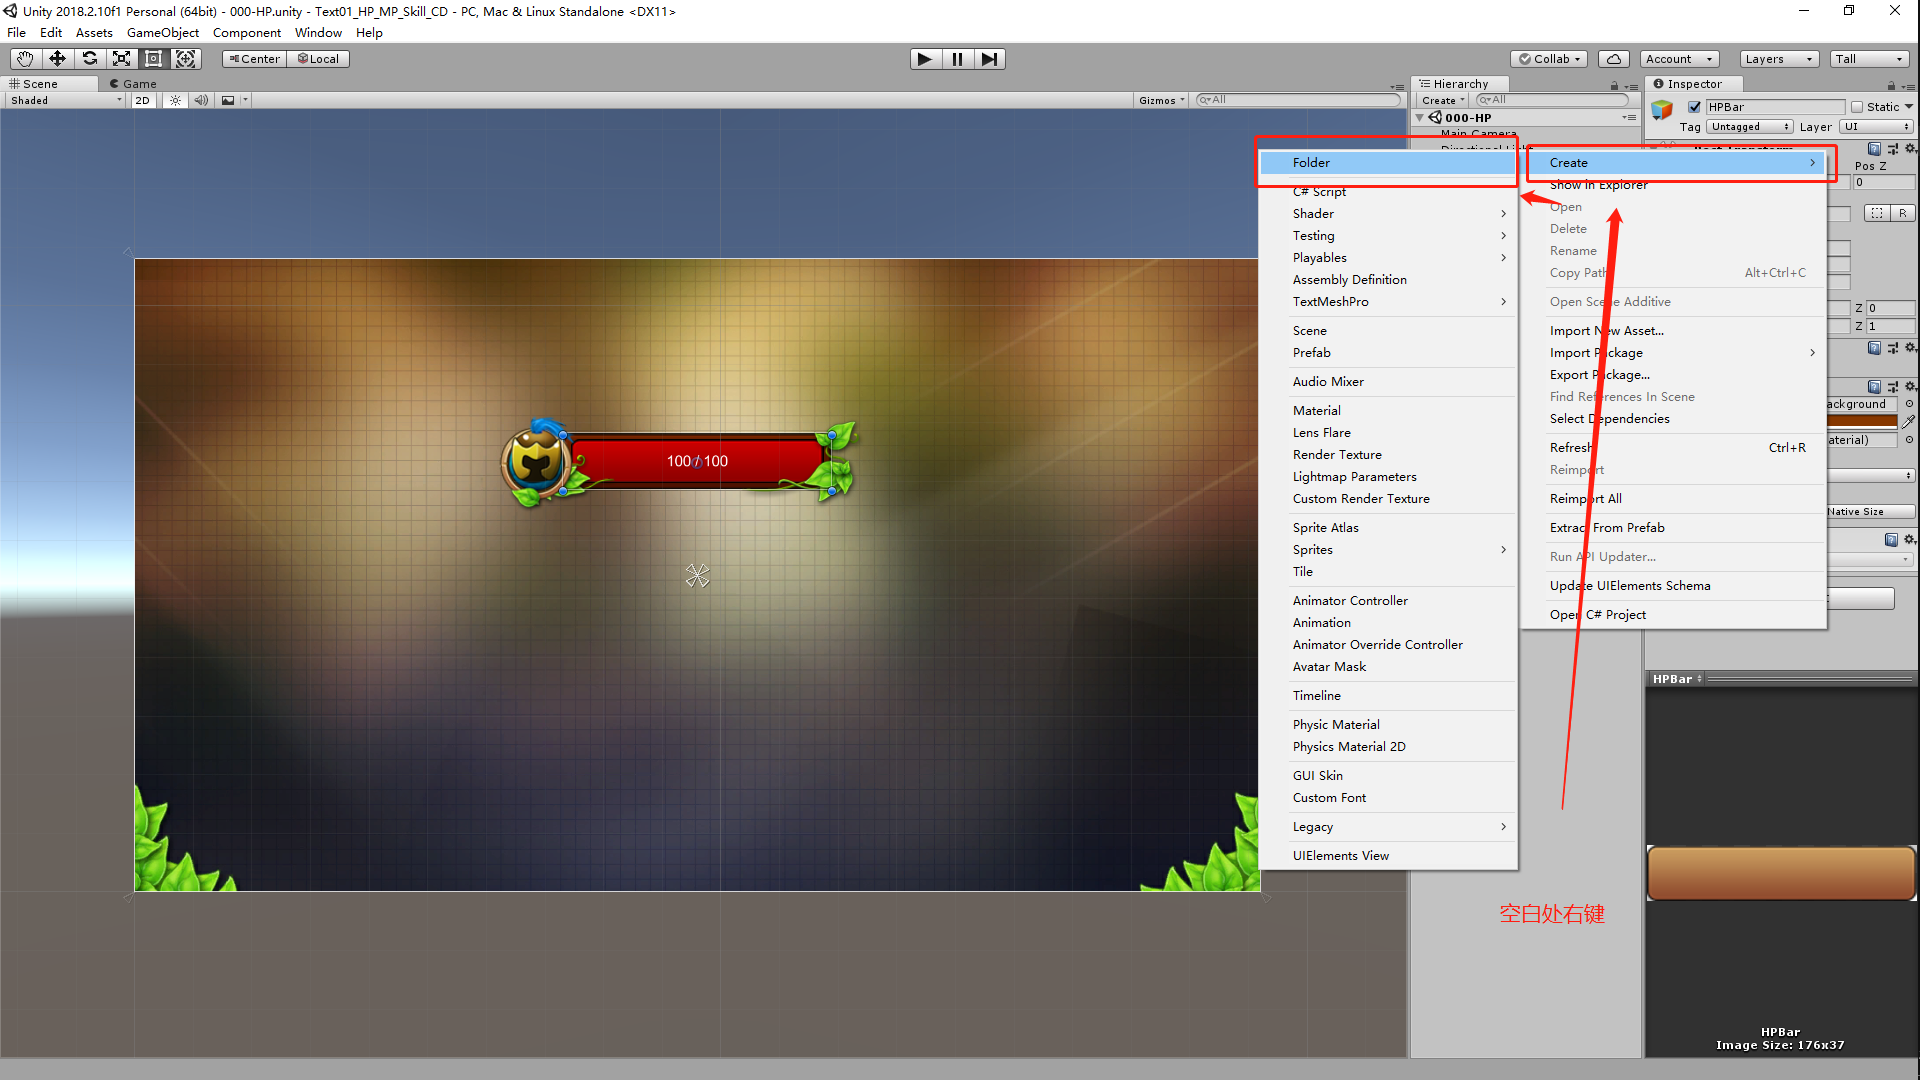 Unity 2018.2.10f1 Personal (64bit) - 000-HP.unity - Text01_HP_MP_Skill_CD - PC, Mac & Linux Standalone <DX11>
File Edit Assets GameObject Component Window Help
Center Local
Collab Account Layers Tall
Scene Game
Shaded 2D Gizmos All
Hierarchy
Create All
000-HP
Main Camera
Directional Light
Inspector
HPBar Static
Tag Untagged Layer UI
Rect Transform
Pos Z
0
R
Z 0
Z 1
ackground
aterial)
Native Size
100 / 100
Folder
C# Script
Shader
Testing
Playables
Assembly Definition
TextMeshPro
Scene
Prefab
Audio Mixer
Material
Lens Flare
Render Texture
Lightmap Parameters
Custom Render Texture
Sprite Atlas
Sprites
Tile
Animator Controller
Animation
Animator Override Controller
Avatar Mask
Timeline
Physic Material
Physics Material 2D
GUI Skin
Custom Font
Legacy
UIElements View
Create
Show in Explorer
Open
Delete
Rename
Copy Path Alt+Ctrl+C
Open Scene Additive
Import New Asset...
Import Package
Export Package...
Find References In Scene
Select Dependencies
Refresh Ctrl+R
Reimport
Reimport All
Extract From Prefab
Run API Updater...
Update UIElements Schema
Open C# Project
空白处右键
HPBar
HPBar
Image Size: 176x37